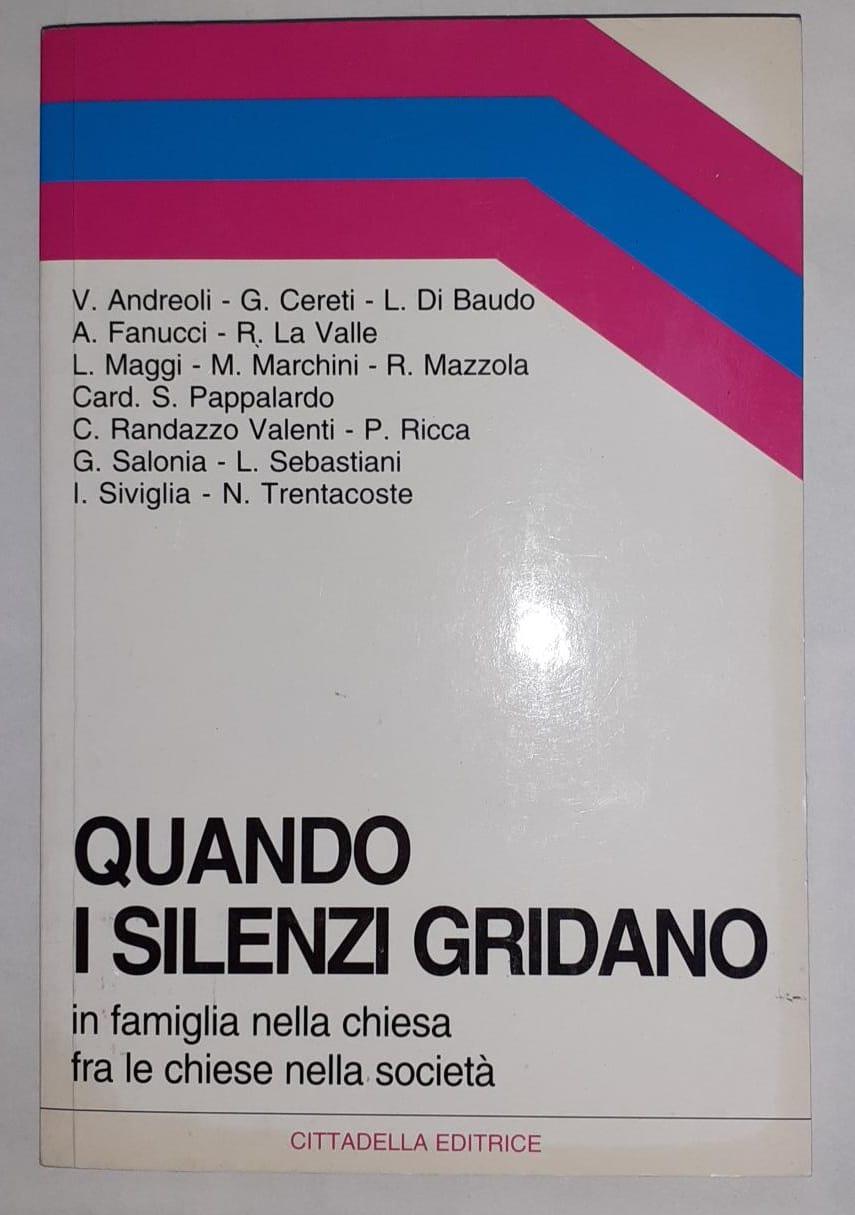 V. Andreoli - G. Cereti - L. Di Baudo
A. Fanucci - R. La Valle
L. Maggi - M. Marchini - R. Mazzola
Card. S. Pappalardo
C. Randazzo Valenti - P. Ricca
G. Salonia - L. Sebastiani
I. Siviglia - N. Trentacoste
QUANDO
I SILENZI GRIDANO
in famiglia nella chiesa
fra le chiese nella società
CITTADELLA EDITRICE